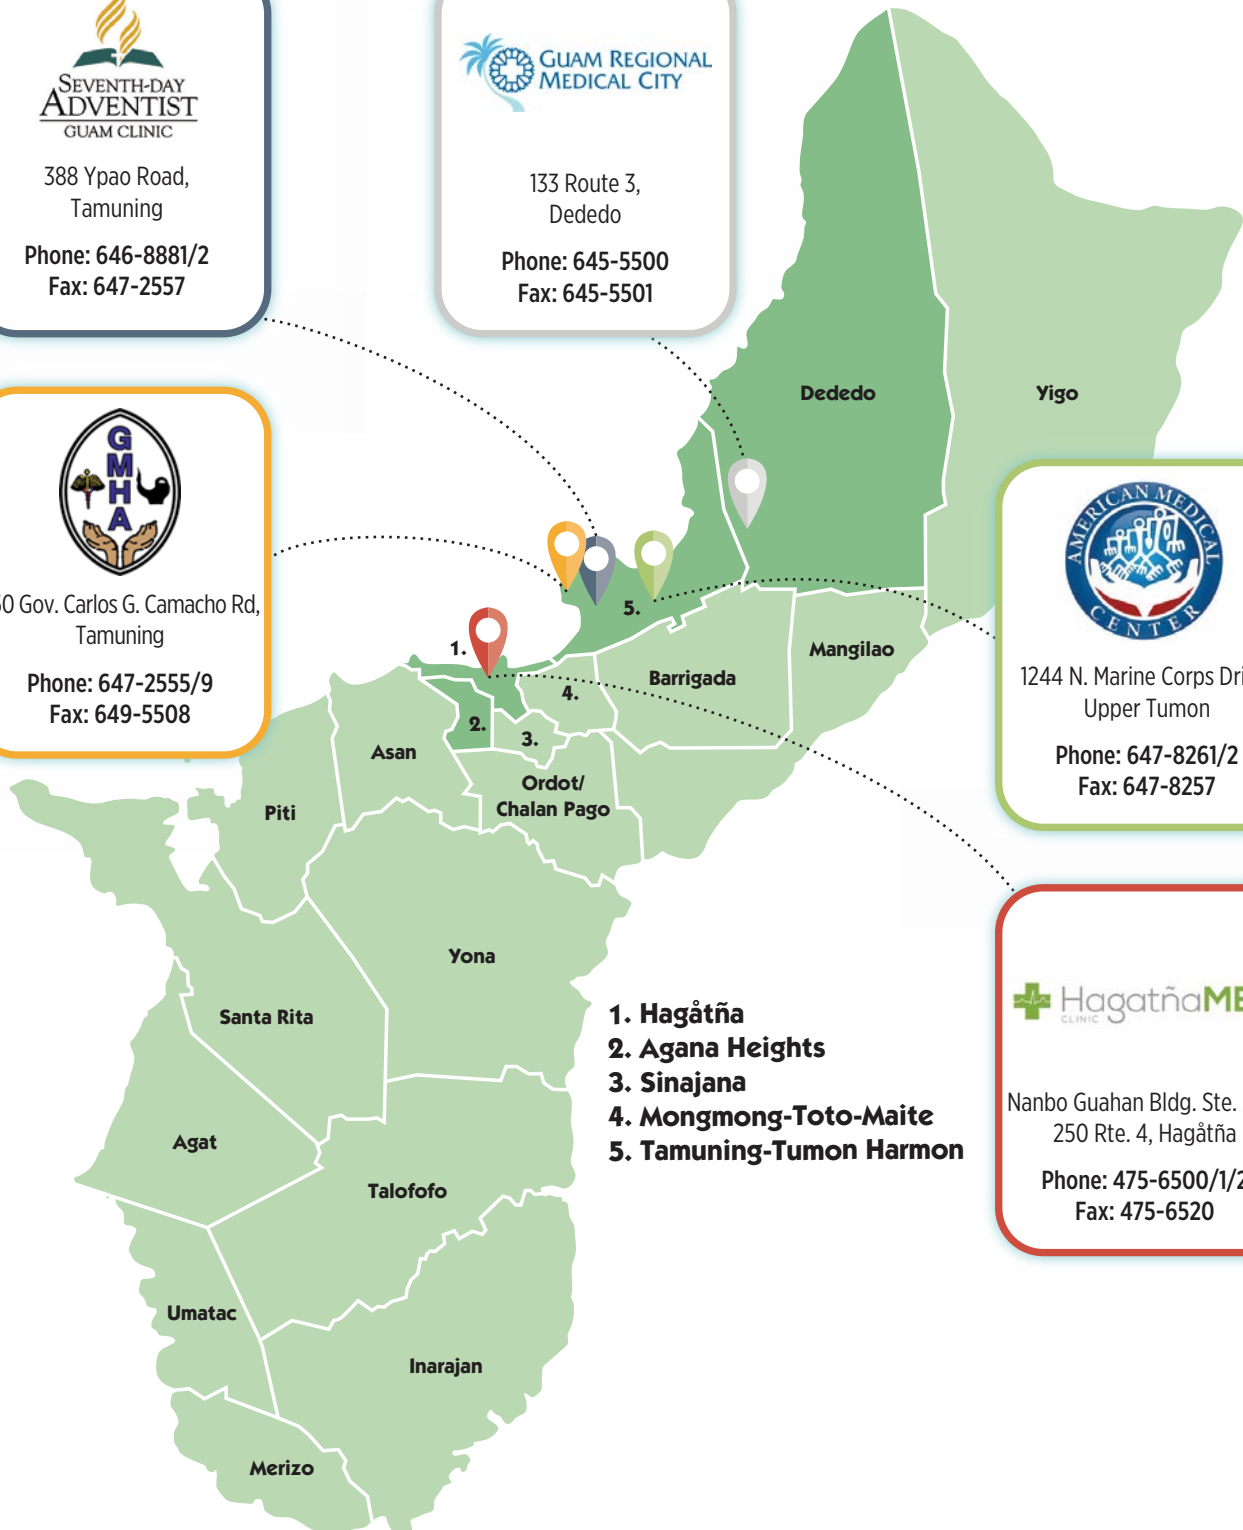 SEVENTH-DAY
ADVENTIST
GUAM CLINIC
388 Ypao Road,
Tamuning
Phone: 646-8881/2
Fax: 647-2557
GUAM REGIONAL
MEDICAL CITY
133 Route 3,
Dededo
Phone: 645-5500
Fax: 645-5501
GMHA
Gov. Carlos G. Camacho Rd,
Tamuning
Phone: 647-2555/9
Fax: 649-5508
AMERICAN MEDICAL
CENTER
1244 N. Marine Corps
Upper Tumon
Phone: 647-8261/2
Fax: 647-8257
Hagatña
CLINIC
Nanbo Guahan Bldg. Ste.
250 Rte. 4, Hagåtña
Phone: 475-6500/1/2
Fax: 475-6520
Dededo
Yigo
5.
1.
Mangilao
Barrigada
4.
2.
3.
Asan
Ordot/
Chalan Pago
Piti
Yona
Santa Rita
Agat
Talofofo
Umatac
Inarajan
Merizo
1. Hagåtña
2. Agana Heights
3. Sinajana
4. Mongmong-Toto-Maite
5. Tamuning-Tumon Harmon